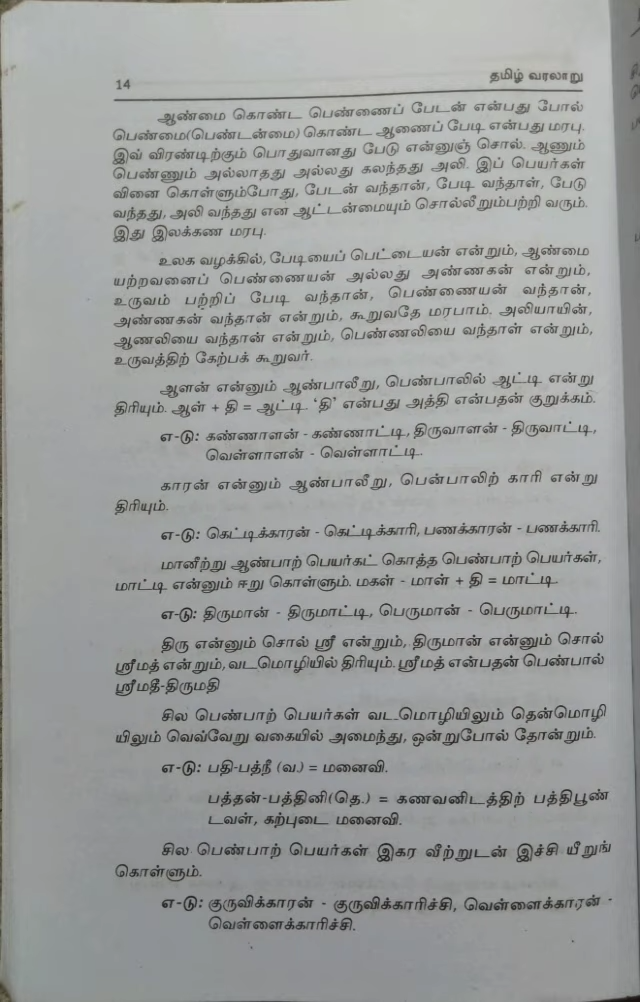 14
தமிழ் வரலாறு
ஆண்மை கொண்ட பெண்ணைப் பேடன் என்பது போல்
பெண்மை(பெண்டன்மை) கொண்ட ஆணைப் பேடி என்பது மரபு.
இவ் விரண்டிற்கும் பொதுவானது பேடு என்னுஞ் சொல். ஆணும்
பெண்ணும் அல்லாதது அல்லது கலந்தது அலி. இப் பெயர்கள்
வினை கொள்ளும்போது, பேடன் வந்தான், பேடி வந்தாள், பேடு
வந்தது, அலி வந்தது என ஆட்டன்மையும் சொல்லீறும்பற்றி வரும்.
இது இலக்கண மரபு.
உலக வழக்கில், பேடியைப் பெட்டையன் என்றும், ஆண்மை
யற்றவனைப் பெண்ணையன் அல்லது அண்ணகன் என்றும்,
உருவம் பற்றிப் பேடி வந்தான், பெண்ணையன் வந்தான்,
அண்ணகன் வந்தான் என்றும், கூறுவதே மரபாம். அலியாயின்,
ஆணலியை வந்தான் என்றும், பெண்ணலியை வந்தாள் என்றும்,
உருவத்திற் கேற்பக் கூறுவர்.
ஆளன் என்னும் ஆண்பாலீறு, பெண்பாலில் ஆட்டி என்று
திரியும். ஆள் + தி = ஆட்டி. 'தி' என்பது அத்தி என்பதன் குறுக்கம்.
எ-டு: கண்ணாளன் - கண்ணாட்டி, திருவாளன் - திருவாட்டி,
வெள்ளாளன் - வெள்ளாட்டி.
காரன் என்னும் ஆண்பாலீறு, பென்பாலிற் காரி என்று
திரியும்.
எ-டு: கெட்டிக்காரன் - கெட்டிக்காரி, பணக்காரன் - பணக்காரி.
மானீற்று ஆண்பாற் பெயர்கட் கொத்த பெண்பாற் பெயர்கள்,
மாட்டி என்னும் ஈறு கொள்ளும். மகள் - மாள் + தி = மாட்டி.
எ-டு: திருமான் - திருமாட்டி, பெருமான் - பெருமாட்டி.
திரு என்னும் சொல் ஸ்ரீ என்றும், திருமான் என்னும் சொல்
ஸ்ரீமத் என்றும், வடமொழியில் திரியும். ஸ்ரீமத் என்பதன் பெண்பால்
ஸ்ரீமதீ-திருமதி
சில பெண்பாற் பெயர்கள் வடமொழியிலும் தென்மொழி
யிலும் வெவ்வேறு வகையில் அமைந்து, ஒன்றுபோல் தோன்றும்.
எ-டு: பதி-பத்நீ (வ.) = மனைவி.
பத்தன்-பத்தினி(தெ.) = கணவனிடத்திற் பத்திபூண்
டவள், கற்புடை மனைவி.
சில பெண்பாற் பெயர்கள் இகர வீற்றுடன் இச்சி யீறுங்
கொள்ளும்.
எ-டு: குருவிக்காரன் - குருவிக்காரிச்சி, வெள்ளைக்காரன் -
வெள்ளைக்காரிச்சி.